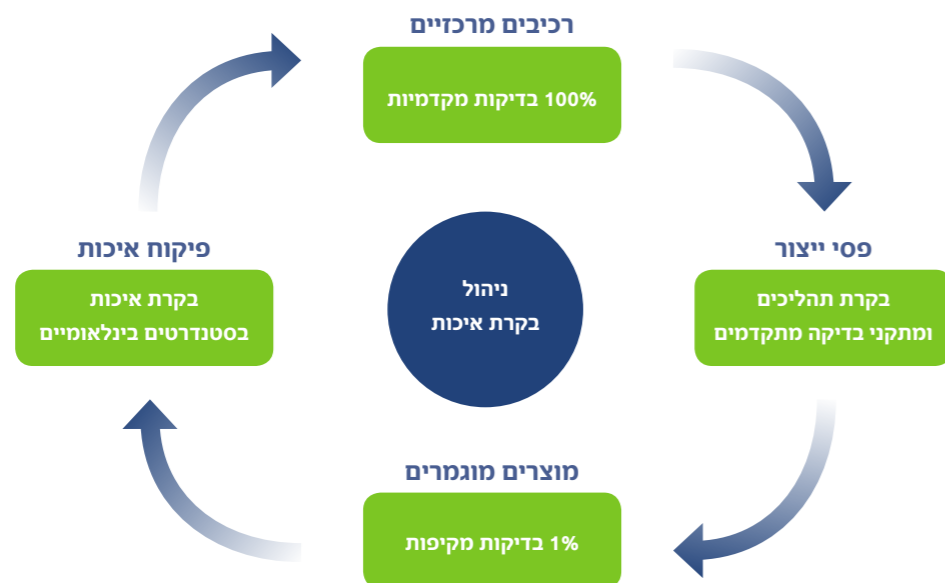 רכיבים מרכזיים
100% בדיקות מקדמיות
פסי ייצור
בקרת תהליכים
ומתקני בדיקה מתקדמים
מוצרים מוגמרים
1% בדיקות מקיפות
פיקוח איכות
בקרת איכות
בסטנדרטים בינלאומיים
ניהול
בקרת איכות